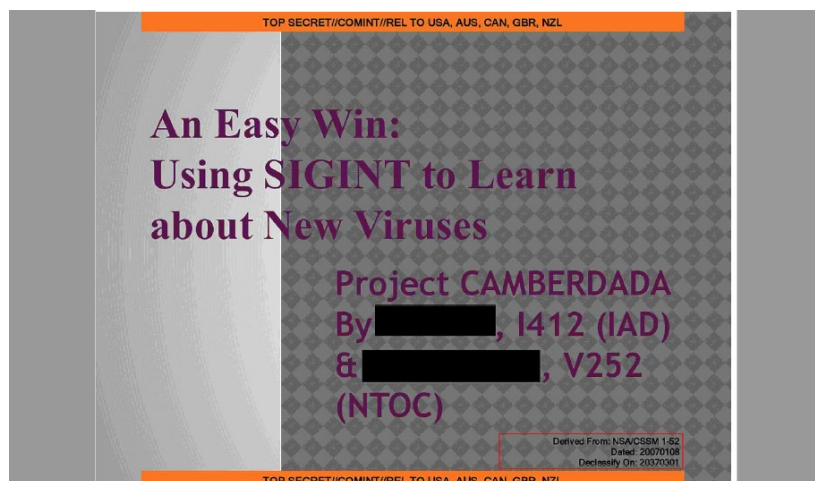 TOP SECRET//COMINT//REL TO USA, AUS, CAN, GBR, NZL
An Easy Win:
Using SIGINT to Learn
about New Viruses
Project CAMBERDADA
By , I412 (IAD)
& , V252
(NTOC)
Derived From: NSA/CSSM 1-52
Dated: 20070108
Declassify On: 20370301
TOP SECRET//COMINT//REL TO USA, AUS, CAN, GBR, NZL